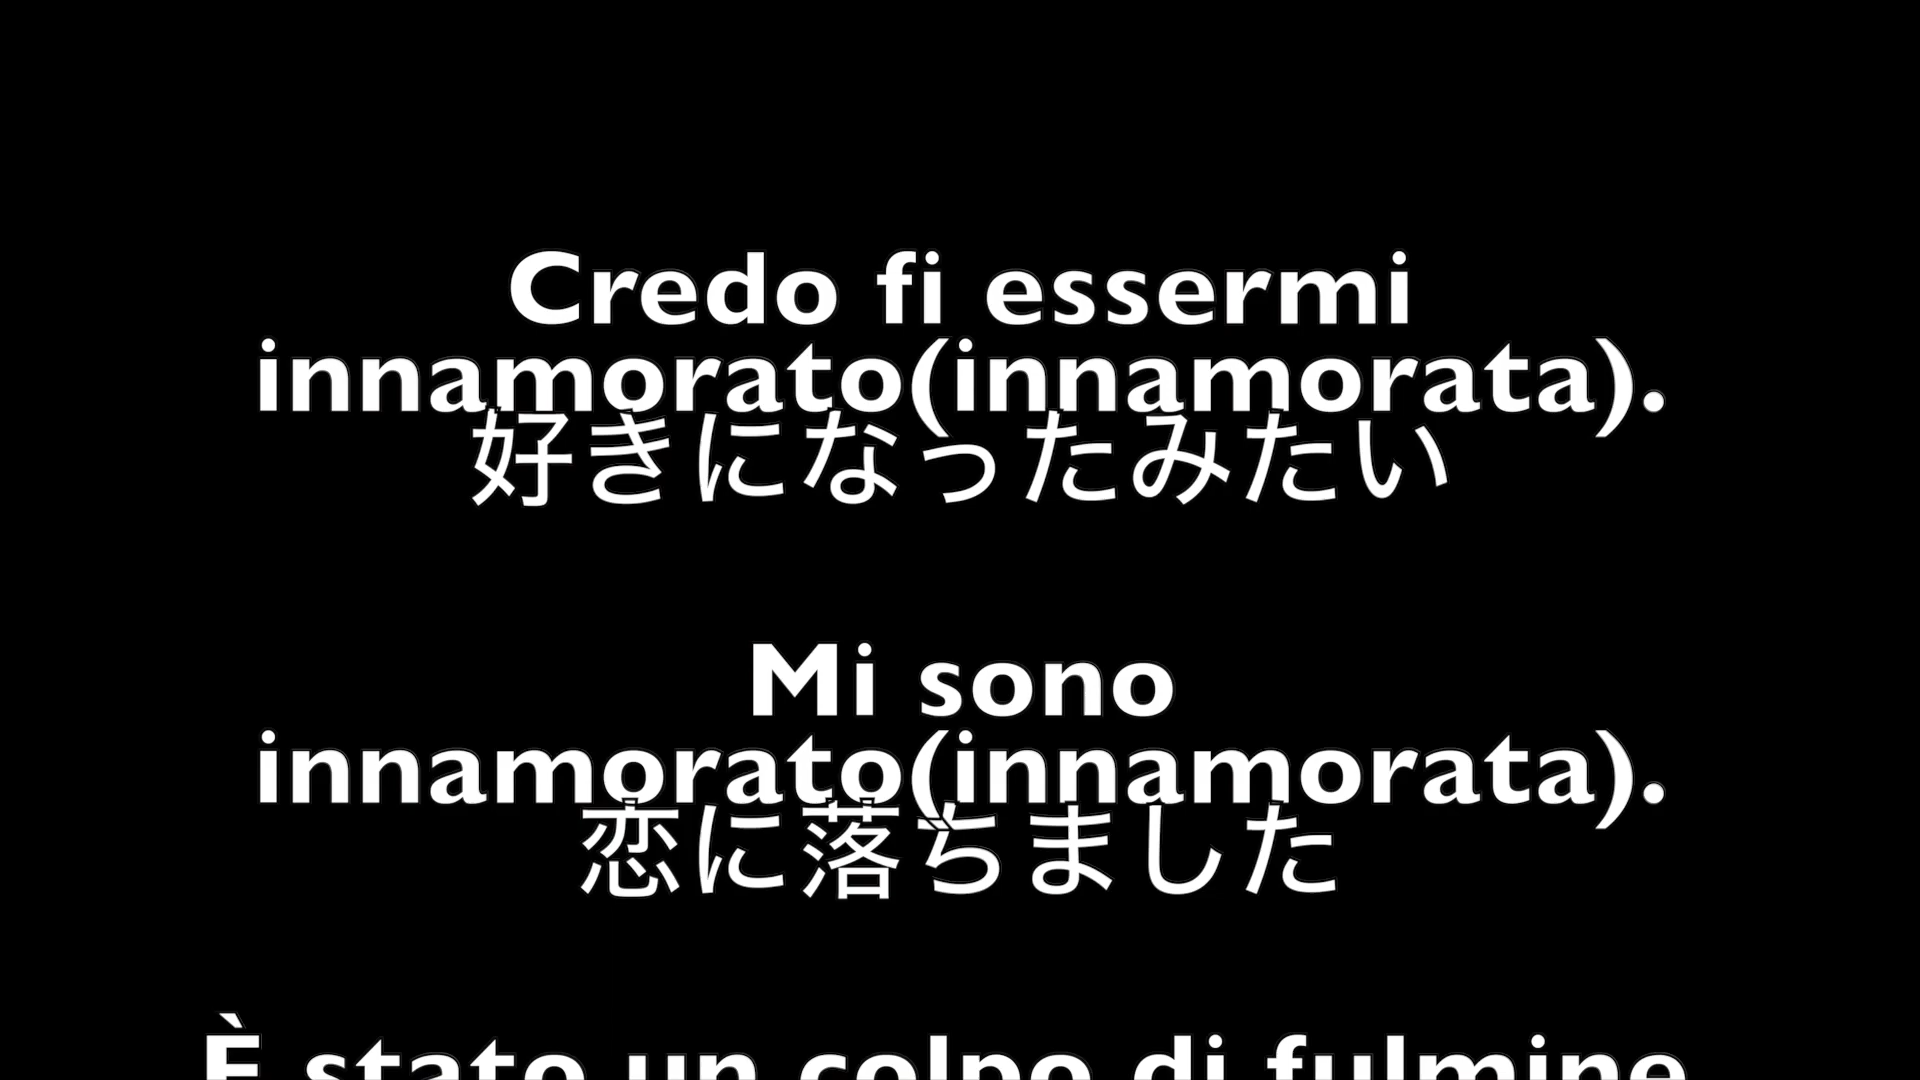 Credo fi essermi
innamorato(innamorata).
好きになったみたい
Mi sono
innamorato(innamorata).
恋に落ちました
È stato un colpo di fulmine